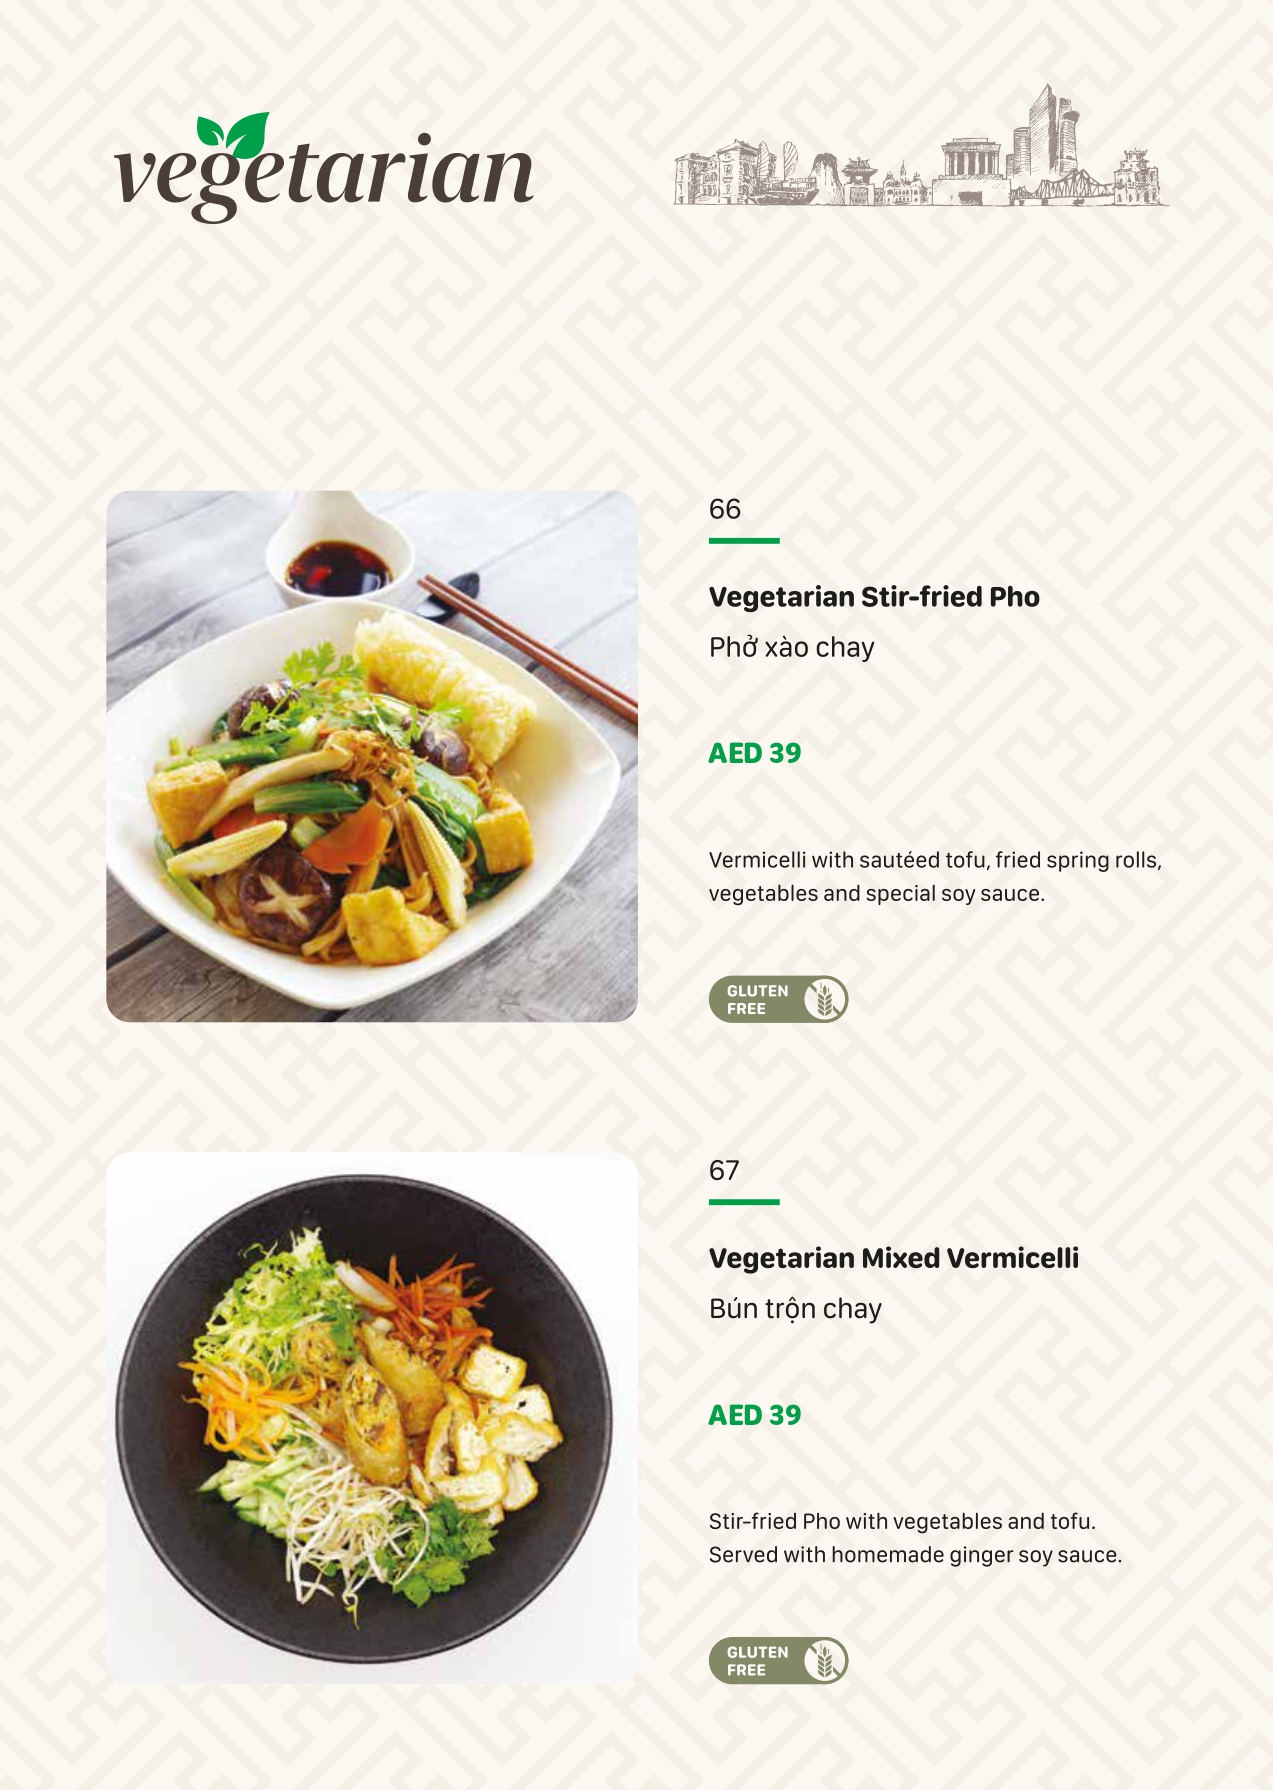 vegetarian
66
Vegetarian Stir-fried Pho
Phở xào chay
AED 39
Vermicelli with sautéed tofu, fried spring rolls,
vegetables and special soy sauce.
GLUTEN
FREE
67
Vegetarian Mixed Vermicelli
Bún trộn chay
AED 39
Stir-fried Pho with vegetables and tofu.
Served with homemade ginger soy sauce.
GLUTEN
FREE